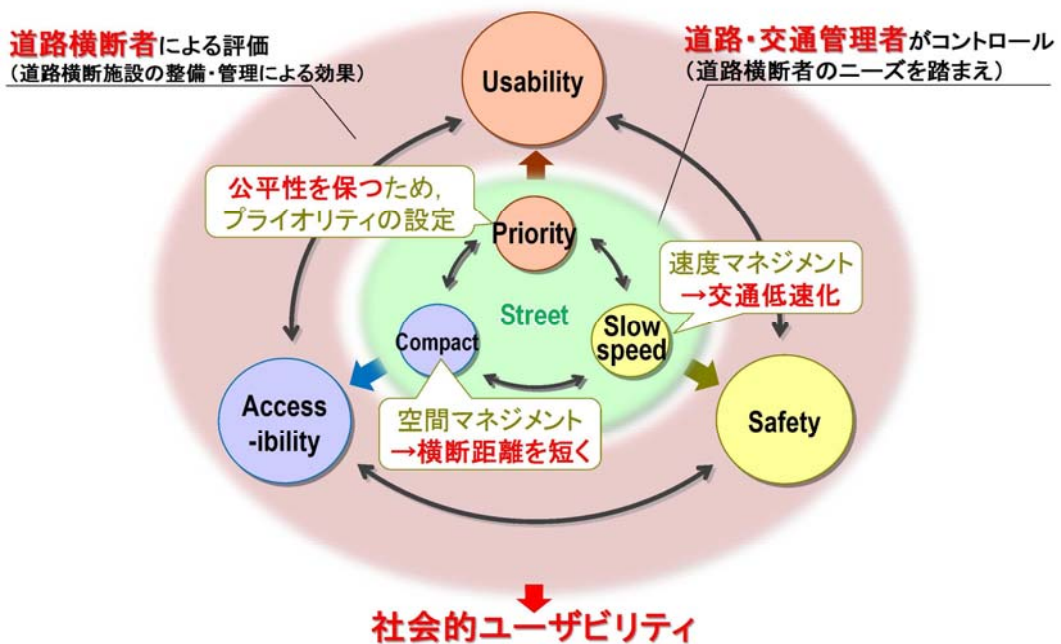 道路横断者による評価
(道路横断施設の整備・管理による効果)
道路・交通管理者がコントロール
(道路横断者のニーズを踏まえ)
Usability
公平性を保つため,
プライオリティの設定
Priority
速度マネジメント
→交通低速化
Street
Compact
Slow
speed
空間マネジメント
→横断距離を短く
Access
-ibility
Safety
社会的ユーザビリティ